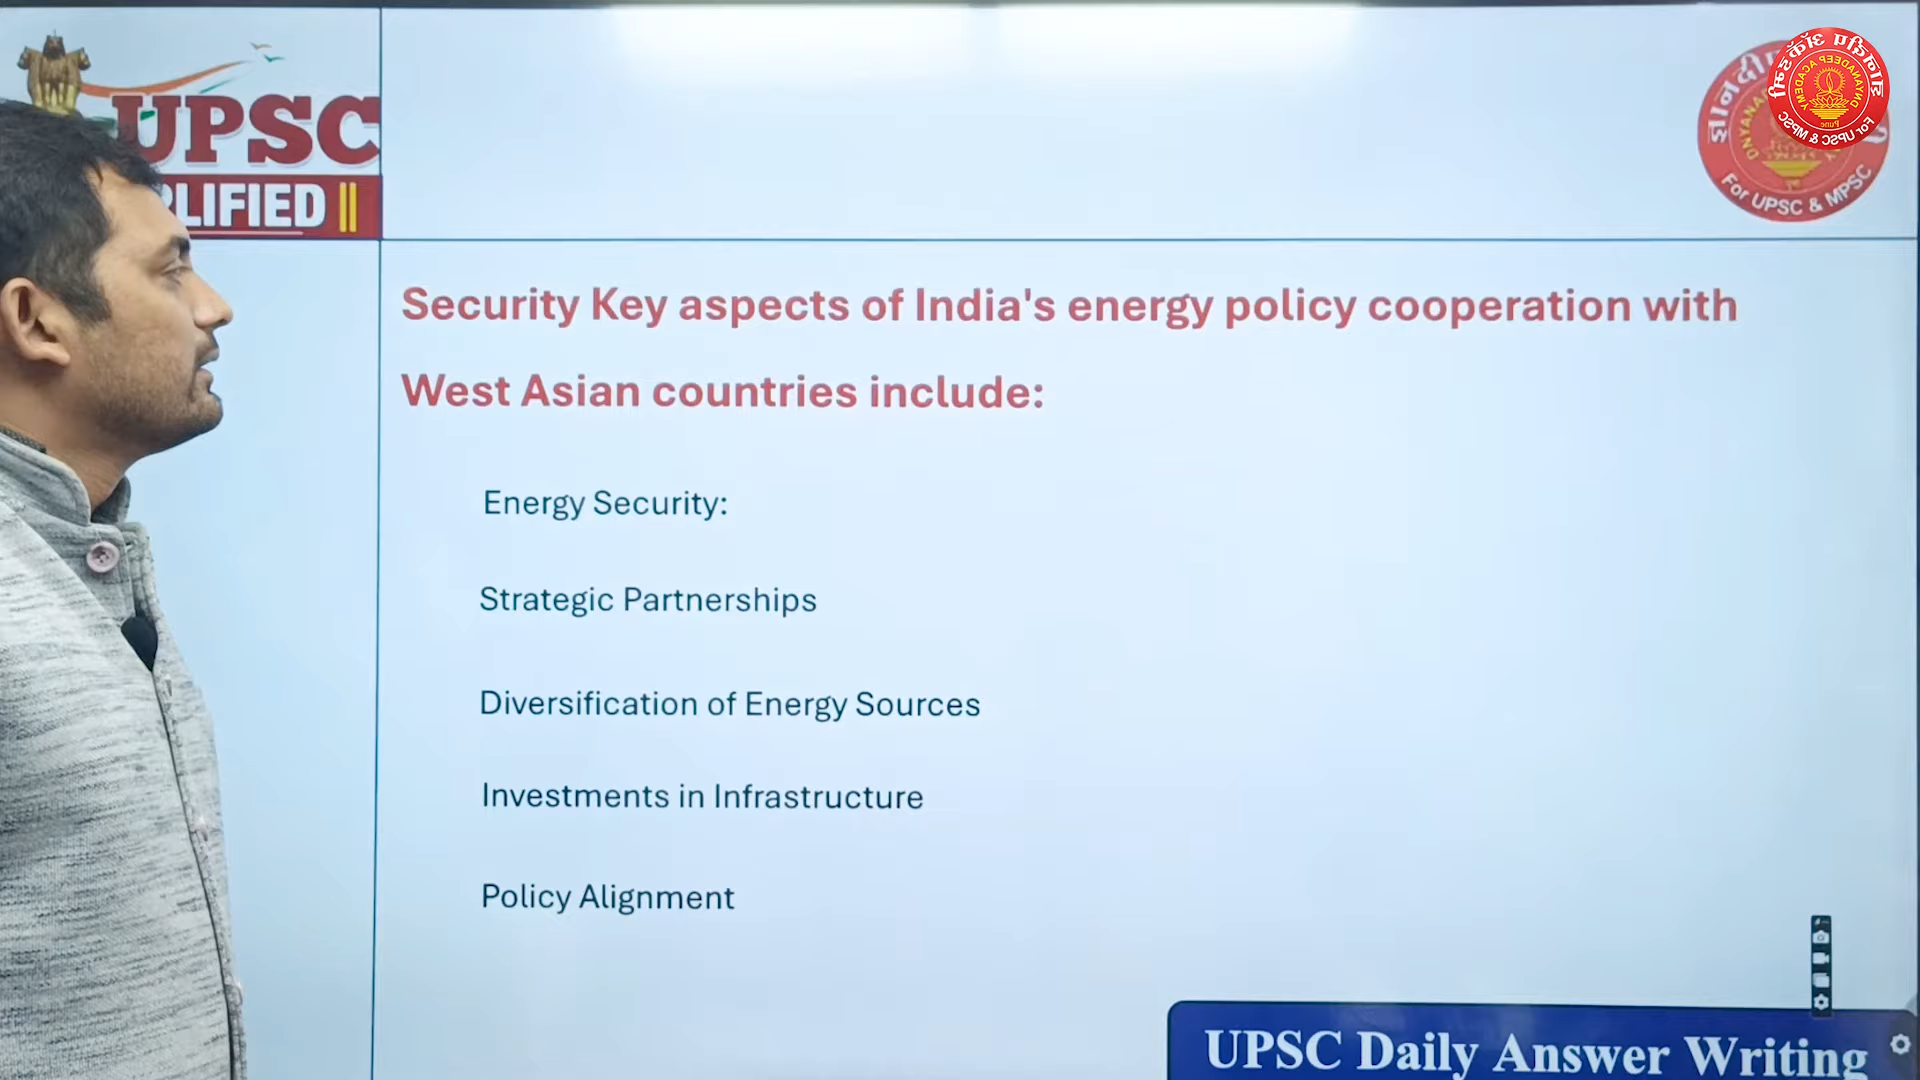 UPSC
PLIFIED ||
For UPSC & MPSC
Security Key aspects of India's energy policy cooperation with
West Asian countries include:
Energy Security:
Strategic Partnerships
Diversification of Energy Sources
Investments in Infrastructure
Policy Alignment
UPSC Daily Answer Writing